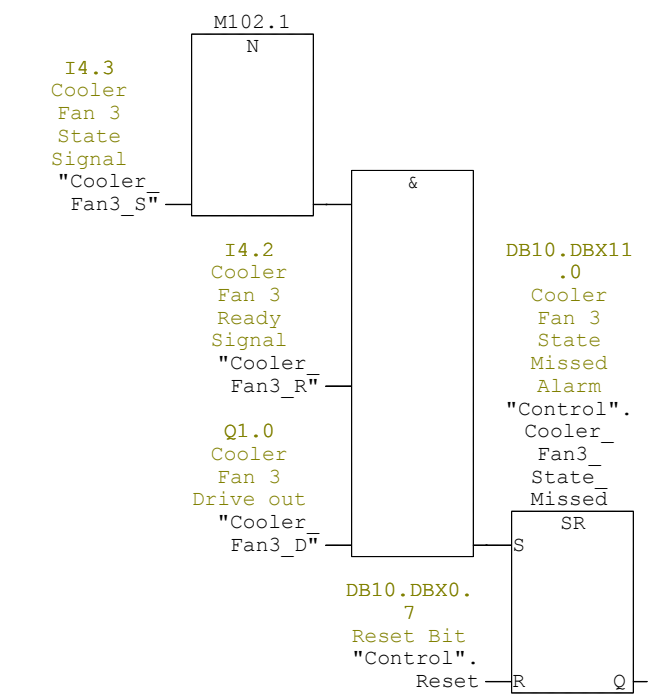 M102.1
N
I4.3
Cooler
Fan 3
State
Signal
"Cooler_
Fan3_S"
&
I4.2
Cooler
Fan 3
Ready
Signal
"Cooler_
Fan3_R"
Q1.0
Cooler
Fan 3
Drive out
"Cooler_
Fan3_D"
DB10.DBX11
.0
Cooler
Fan 3
State
Missed
Alarm
"Control".
Cooler_
Fan3_
State_
Missed
SR
S
DB10.DBX0.
7
Reset Bit
"Control".
Reset
R
Q